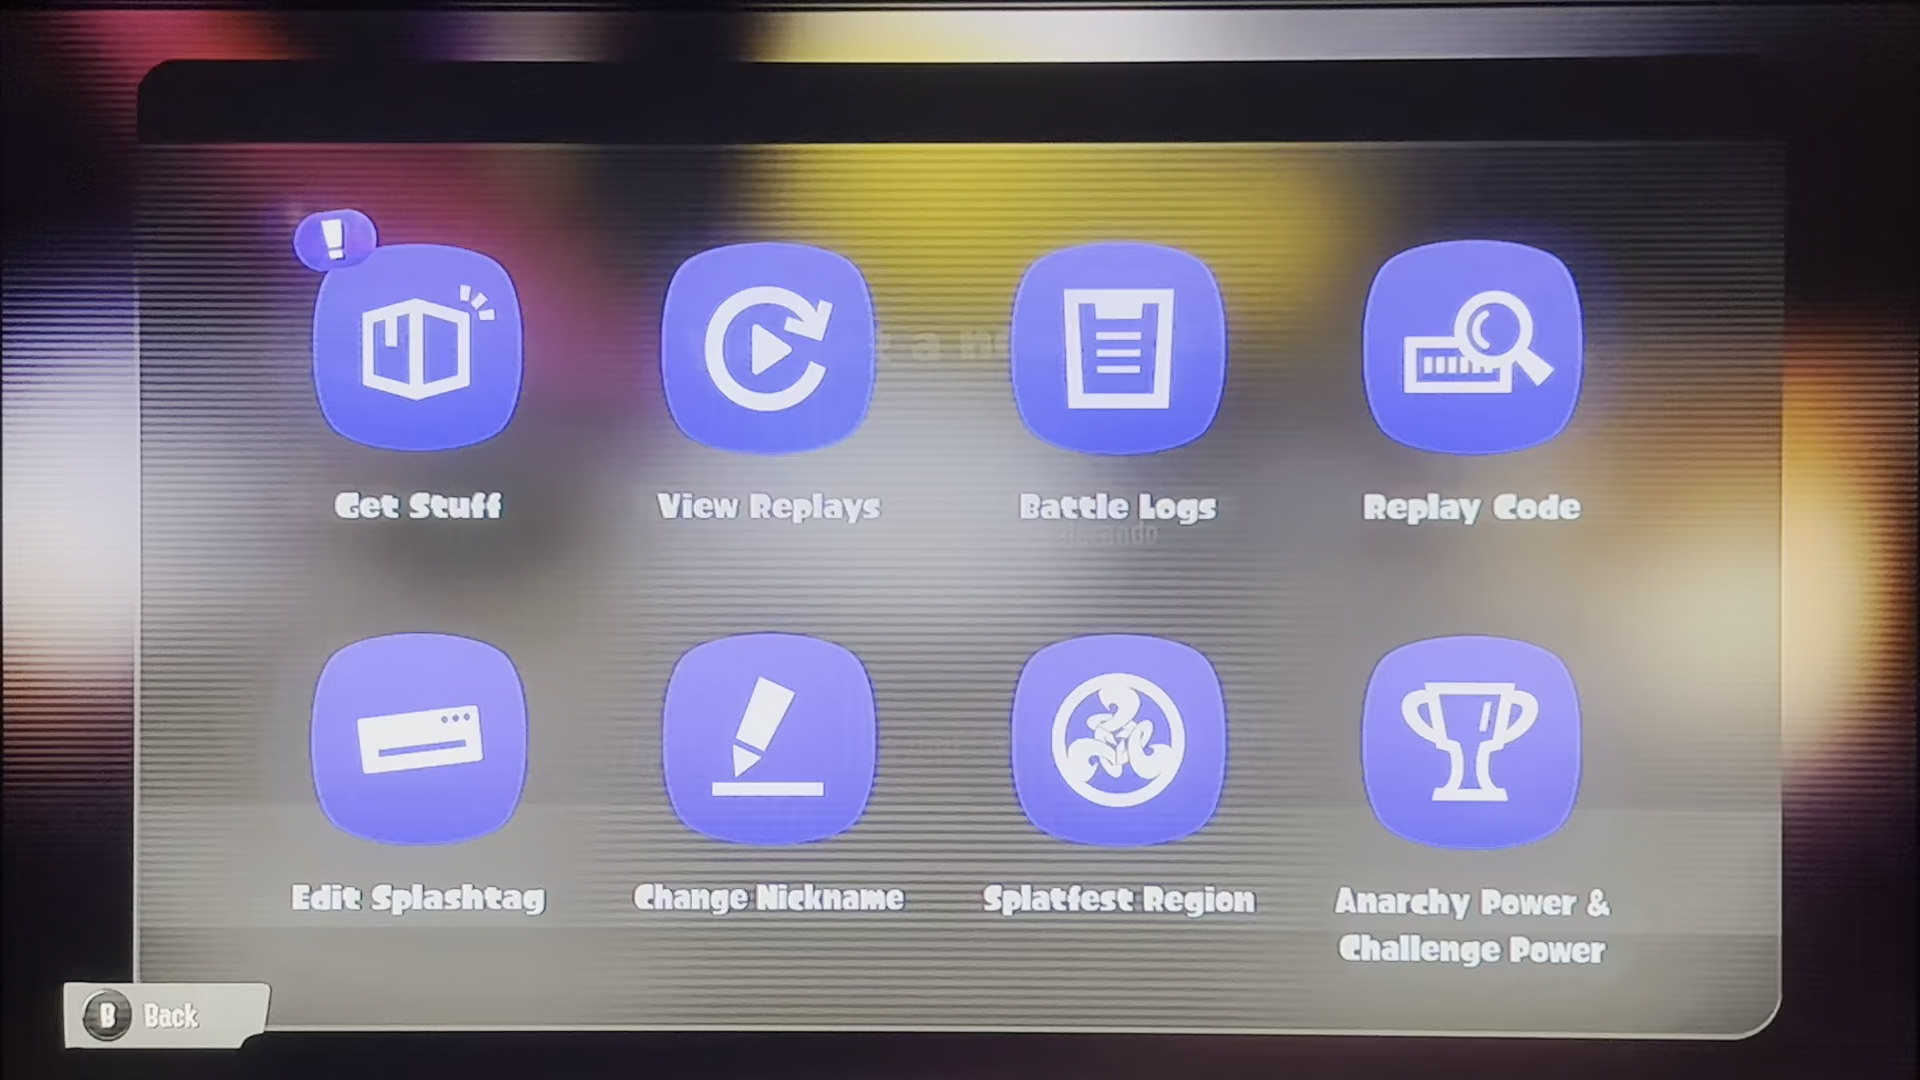 !
Get Stuff
View Replays
Battle Logs
Replay Code
Edit Splashtag
Change Nickname
Splatfest Region
Anarchy Power &
Challenge Power
B Back